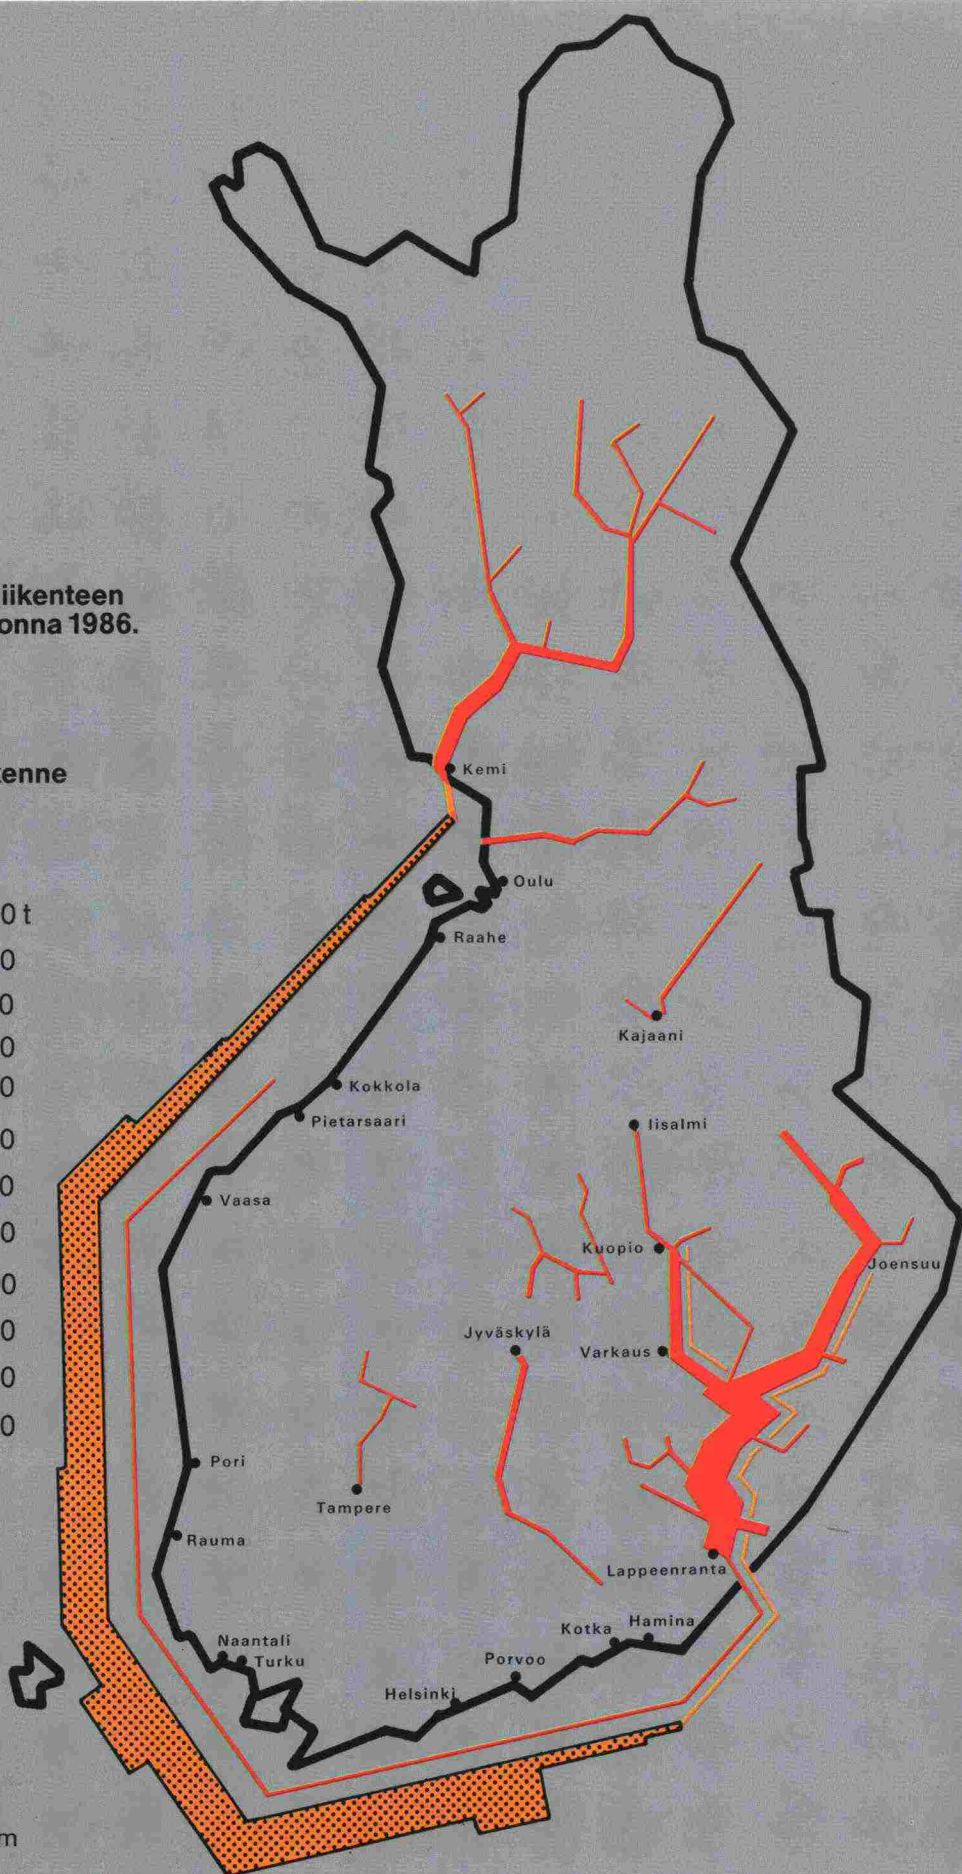 iikenteen
onna 1986.
kenne
0 t
0
0
0
0
0
0
0
0
0
0
0
m
Kemi
Oulu
Raahe
Kajaani
Kokkola
Pietarsaari
Iisalmi
Vaasa
Kuopio
Joensuu
Jyväskylä
Varkaus
Pori
Tampere
Rauma
Lappeenranta
Kotka
Hamina
Naantali
Turku
Porvoo
Helsinki